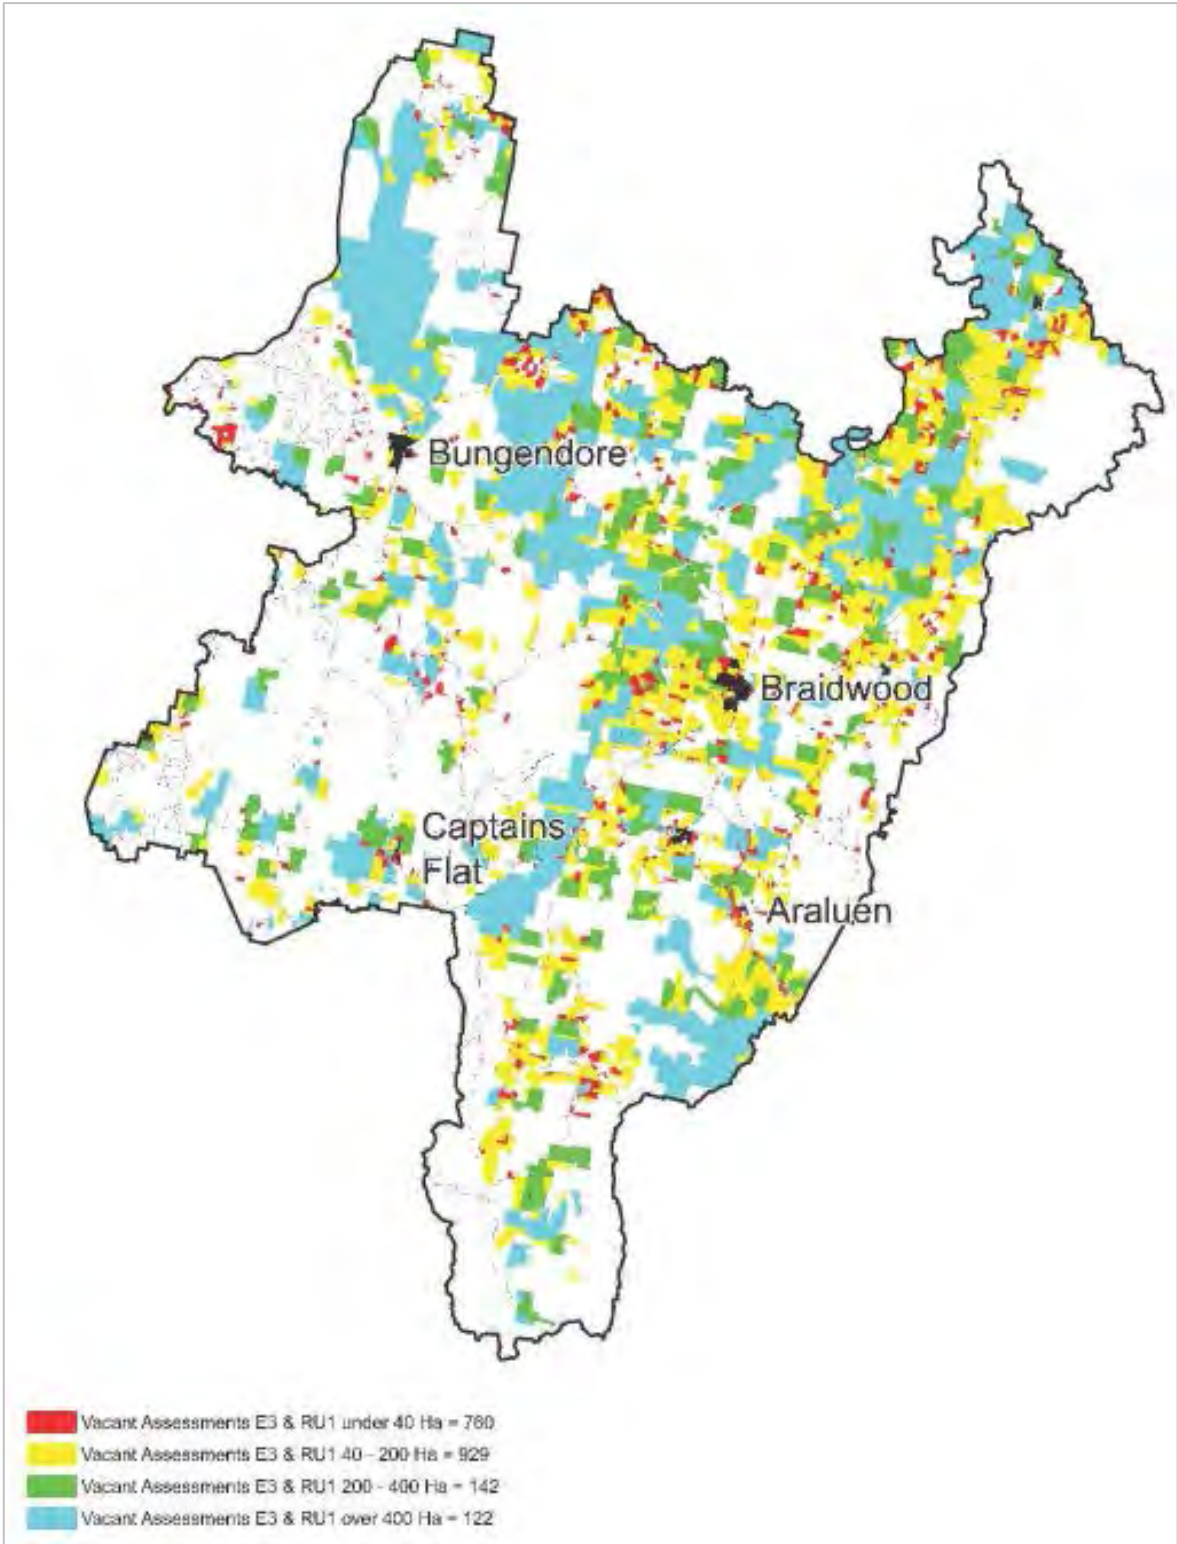 Bungendore
Braidwood
Captains
Flat
Araluen
Vacant Assessments E3 & RU1 under 40 Ha = 760
Vacant Assessments E3 & RU1 40 - 200 Ha = 929
Vacant Assessments E3 & RU1 200 - 400 Ha = 142
Vacant Assessments E3 & RU1 over 400 Ha = 122